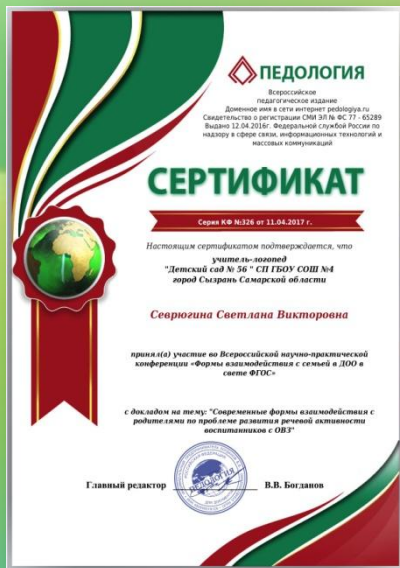 ПЕДОЛОГИЯ
Всероссийское
педагогическое издание
Доменное имя в сети интернет pedologiya.ru
Свидетельство о регистрации СМИ ЭЛ № ФС 77 - 65289
Выдано 12.04.2016г. Федеральной службой России по
надзору в сфере связи, информационных технологий и
массовых коммуникаций
СЕРТИФИКАТ
Серия КФ №326 от 11.04.2017 г.
Настоящим сертификатом подтверждается, что
учитель-логопед
"Детский сад № 56 " СП ГБОУ СОШ №4
город Сызрань Самарской области
Севрюгина Светлана Викторовна
принял(а) участие во Всероссийской научно-практической
конференции «Формы взаимодействия с семьей в ДОО в
свете ФГОС»
с докладом на тему: "Современные формы взаимодействия с
родителями по проблеме развития речевой активности
воспитанников с ОВЗ"
Главный редактор В.В. Богданов
ПЕДОЛОГИЯ